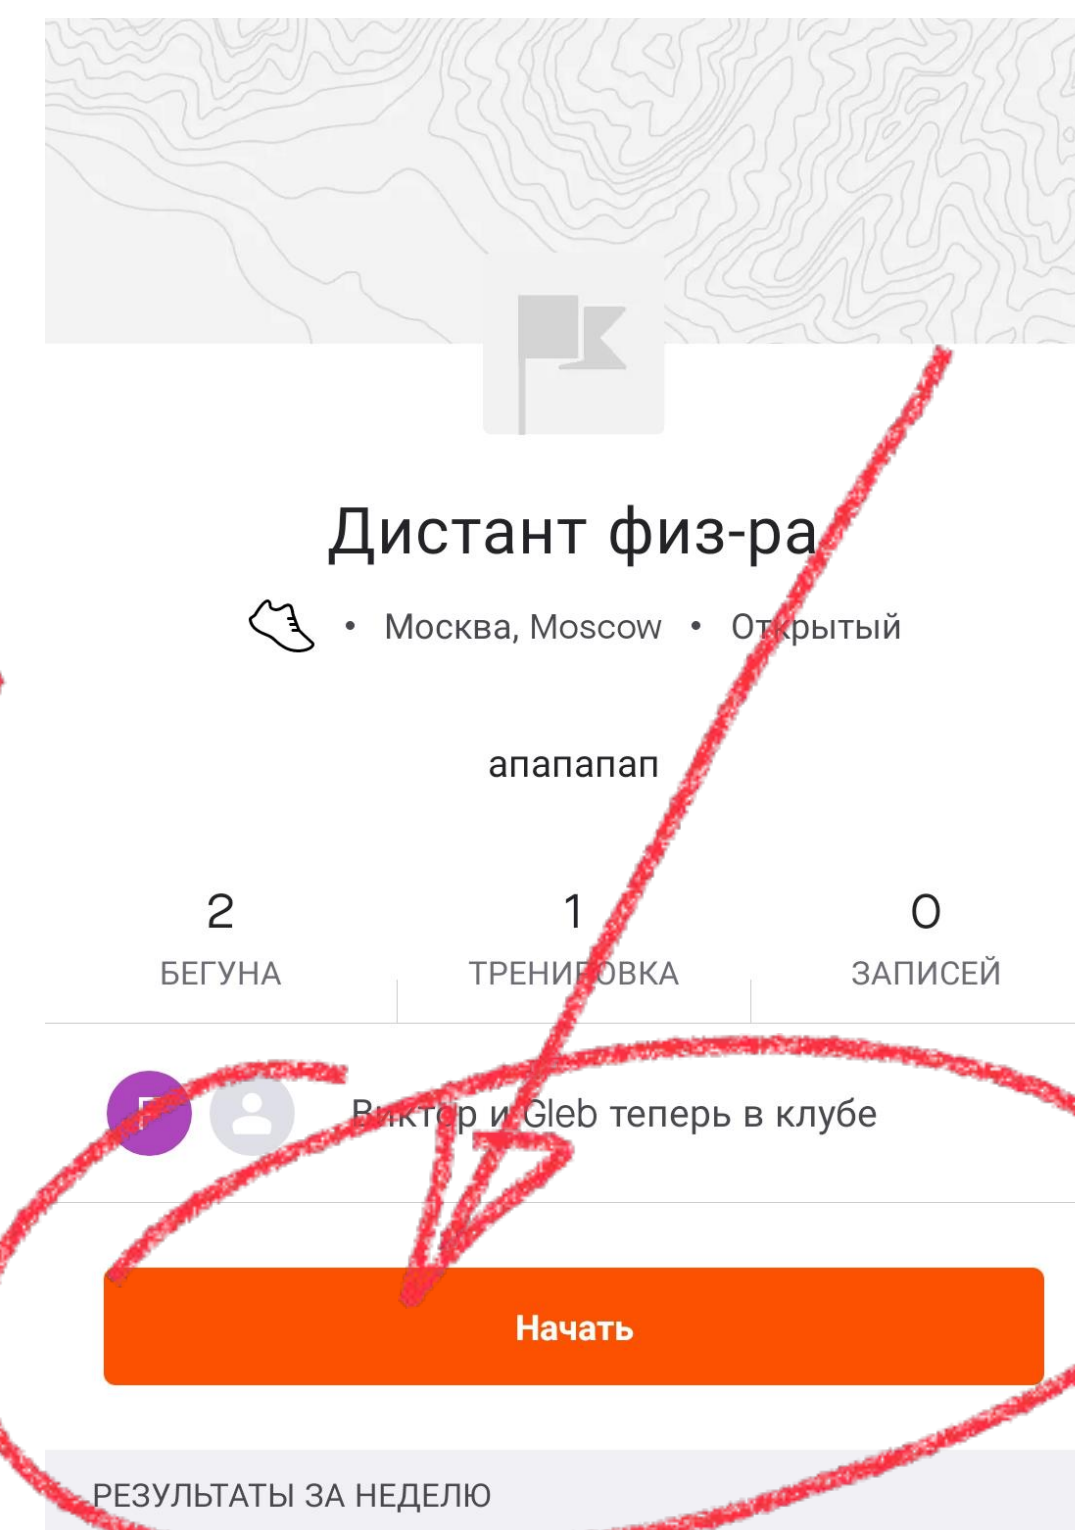 Дистант физ-ра
• Москва, Moscow • Открытый
апапапап
2 1 0
БЕГУНА ТРЕНИРОВКА ЗАПИСЕЙ
Виктор и Gleb теперь в клубе
Начать
РЕЗУЛЬТАТЫ ЗА НЕДЕЛЮ